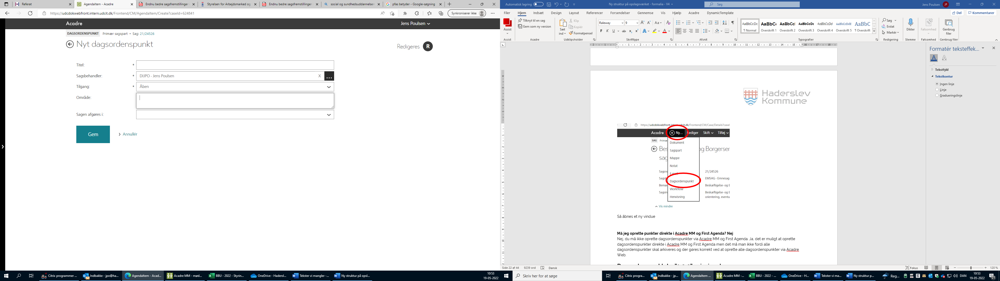 Referat
AgendaItem - Acadre
Endnu bedre sagsfremstillinger
Styrelsen for Arbejdsmarked og
Endnu bedre sagsfremstillinger
social og sundhedsuddannelsen
pfas betyder - Google-søgning
https://udcdokwebfront.intern.udcit.dk/Frontend/CM/AgendaItem/Create?caseId=624841
Synkroniserer ikke
Acadre
Jens Poulsen
DAGSORDENSPUNKT Primær sagspart • Sag: 21/24526
Nyt dagsordenspunkt
Redigeres R
Titel: *
Sagsbehandler: * DIJPO - Jens Poulsen X ...
Tilgang: * Åben
Område:
Sagen afgøres i:
Gem
Annullér
Citrix programmer ...
Indbakke - jpo@ha...
AgendaItem - Acad...
Acadre MM - mød...
BBU - 2022 - Styrin...
OneDrive - Hadersl...
Tekster vi mangler -...
Ny struktur på opsl...
10:53
19-05-2022
Automatisk lagring
Ny struktur på opslagsværket - formalia - V4
Søg
Jens Poulsen JP
Filer Hjem Indsæt Design Layout Referencer Forsendelser Gennemse Vis Hjælp Acadre DynamicTemplate
Del Kommentarer
Assist
Assist
Tilknyt til en sag
Gem som ny version
Acadre
Sæt ind
Klip
Kopiér
Formatpensel
Udklipsholder
Raleway 9
F K U ab x₂ x²
Skrifttype
Afsnit
AaBbCcDc AaBbCc AaBbCcl AaBbCcDc AaBbCcDd AaBbCcDdE AaBbC
¶ Normal Overskrift 1 Overskrift 2 Overskrift 3 Overskrift 4 Overskrift 5 ¶ Overskrift
Typografier
Søg
Erstat
Markér
Redigering
Dikter
Stemme
Følsomhed
Følsomhed
Genbrug filer
Genbrug filer
Formatér teksteffek...
Tekstfyld
Tekstkontur
Ingen linje
Linje
Gradueringslinje
Haderslev
Kommune
https://udcdokwebfront.intern.udcit.dk/Frontend/CM/Case/Details?caseI
Acadre Ny... Rediger Skift Tilføj
SAG Primæ
Dokument
Bes
og Borgerser
Sagspart
sag
Mappe
Notat
Sagsn
21/24526
Sagst
EMSAG - Emnesag
Dagsordenspunkt
Bemæ
Beskæftigelse- og E
Workflow
Sagsin
Beskæftigelse- og E
Henvisning
orientering, eventu
Vis mindre
Så åbnes et ny vindue
Må jeg oprette punkter direkte i Acadre MM og First Agenda? Nej
Nej, du må ikke oprette dagsordenspunkter via Acadre MM og First Agenda. Ja, det er muligt at oprette
dagsordenspunkter direkte i Acadre MM og First Agenda men det må man ikke fordi alle
dagsordenspunkter skal arkiveres og der gøres korrekt ved at oprette alle dagsordenspunkter via Acadre
Web.
Side 22 af 44 9239 ord Dansk
Fokus
120 %
Skriv her for at søge
Citrix progra...
Indbakke - jp...
AgendaItem ...
Acadre MM -...
BBU - 2022 - ...
OneDrive - H...
Tekster vi ma...
Ny struktur p...
Reg...
DAN
10:53
19-05-2022